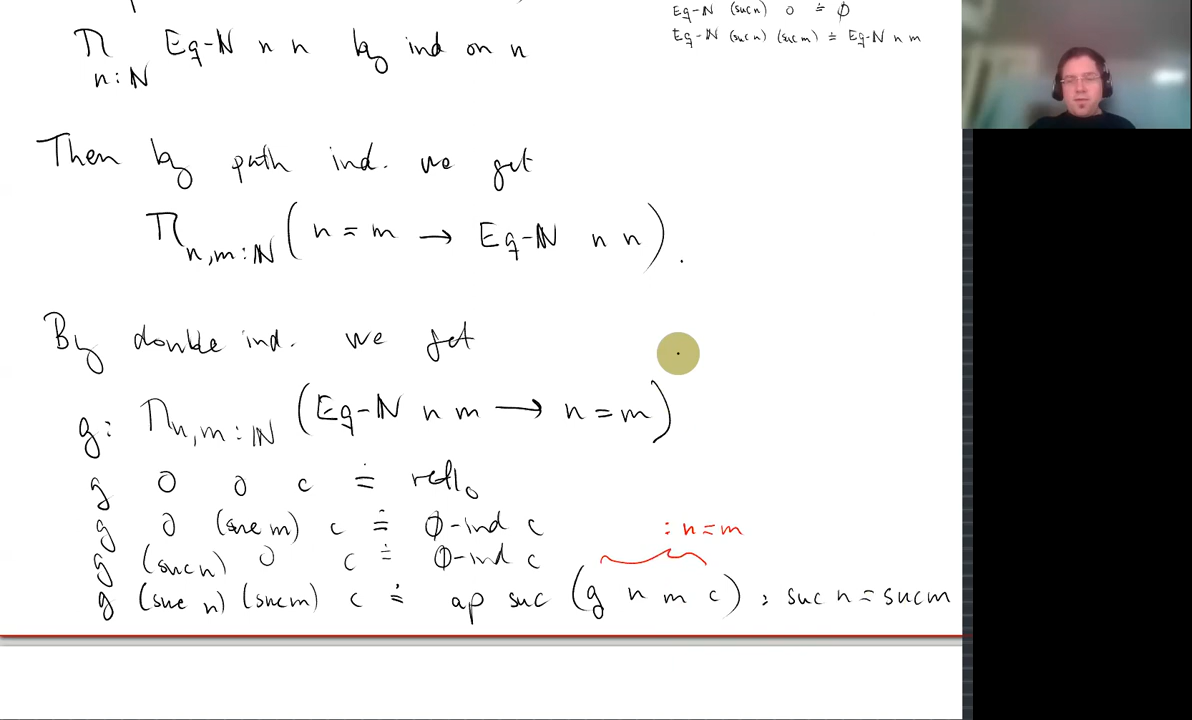 Eq-ℕ (suc n) 0 ≐ ∅
Eq-ℕ (suc n) (suc m) ≐ Eq-ℕ n m
Π Eq-ℕ n n by ind on n
n:ℕ
Then by path ind. we get
Π n,m:ℕ (n = m → Eq-ℕ n n).
By double ind. we get
g: Π n,m:ℕ (Eq-ℕ n m → n = m)
g 0 0 c ≐ refl₀
g 0 (suc m) c ≐ ∅-ind c
: n = m
g (suc n) 0 c ≐ ∅-ind c
g (suc n) (suc m) c ≐ ap suc (g n m c) : suc n = suc m